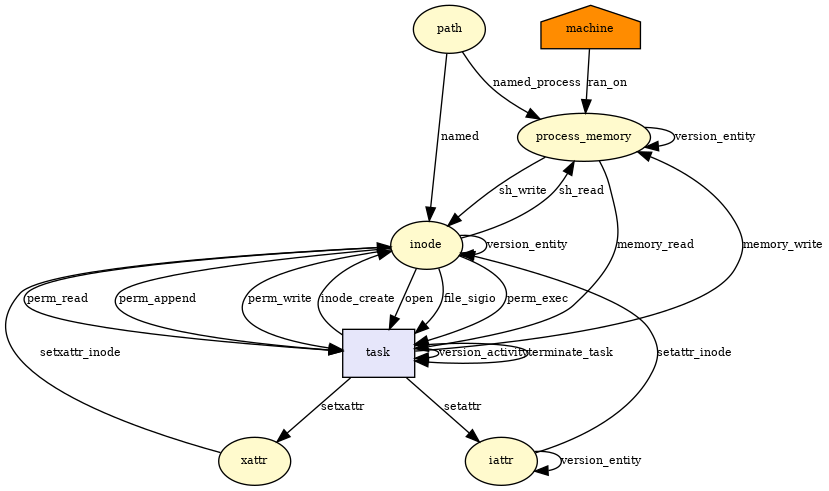 path
machine
named_process
ran_on
named
process_memory
version_entity
sh_write
sh_read
inode
version_entity
memory_read
memory_write
perm_read
perm_append
perm_write
inode_create
open
file_sigio
perm_exec
setxattr_inode
task
version_activity
terminate_task
setattr_inode
setxattr
setattr
xattr
iattr
version_entity